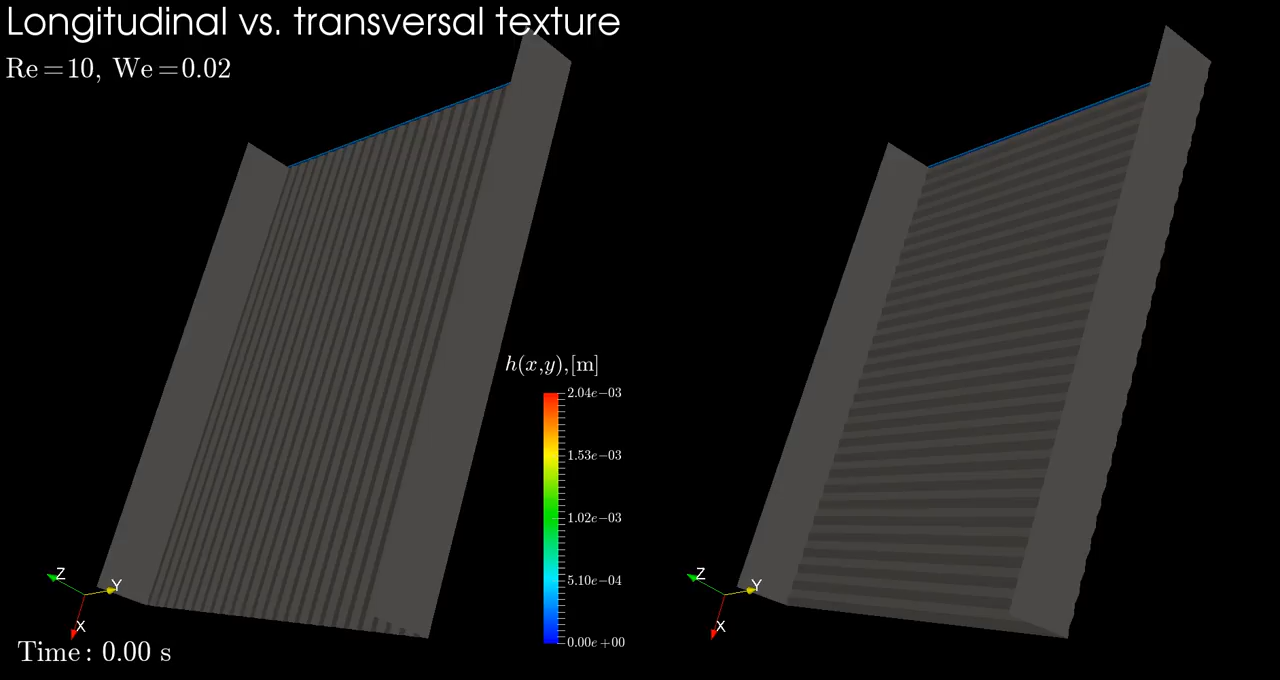 Longitudinal vs. transversal texture
Re=10, We=0.02
h(x,y),[m]
2.04e−03
1.53e−03
1.02e−03
5.10e−04
0.00e+00
Z
Y
X
Z
Y
X
Time: 0.00 s